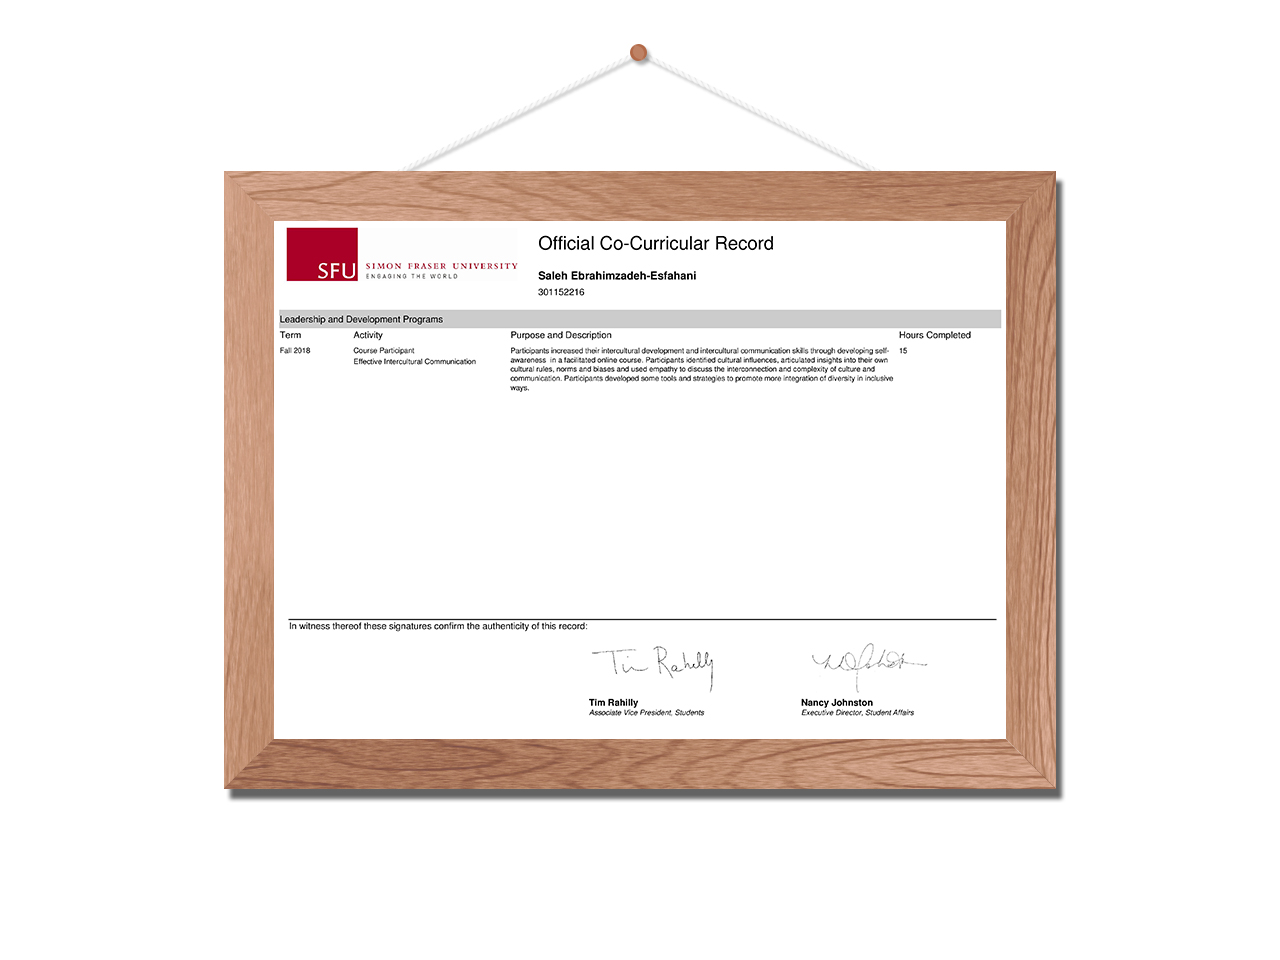 SFU
SIMON FRASER UNIVERSITY
ENGAGING THE WORLD
Official Co-Curricular Record
Saleh Ebrahimzadeh-Esfahani
301152216
Leadership and Development Programs
Term Activity Purpose and Description Hours Completed
Fall 2018 Course Participant Participants increased their intercultural development and intercultural communication skills through developing self- 15
Effective Intercultural Communication awareness in a facilitated online course. Participants identified cultural influences, articulated insights into their own
cultural rules, norms and biases and used empathy to discuss the interconnection and complexity of culture and
communication. Participants developed some tools and strategies to promote more integration of diversity in inclusive
ways.
In witness thereof these signatures confirm the authenticity of this record:
Tim Rahilly
Tim Rahilly Nancy Johnston
Associate Vice President, Students Executive Director, Student Affairs